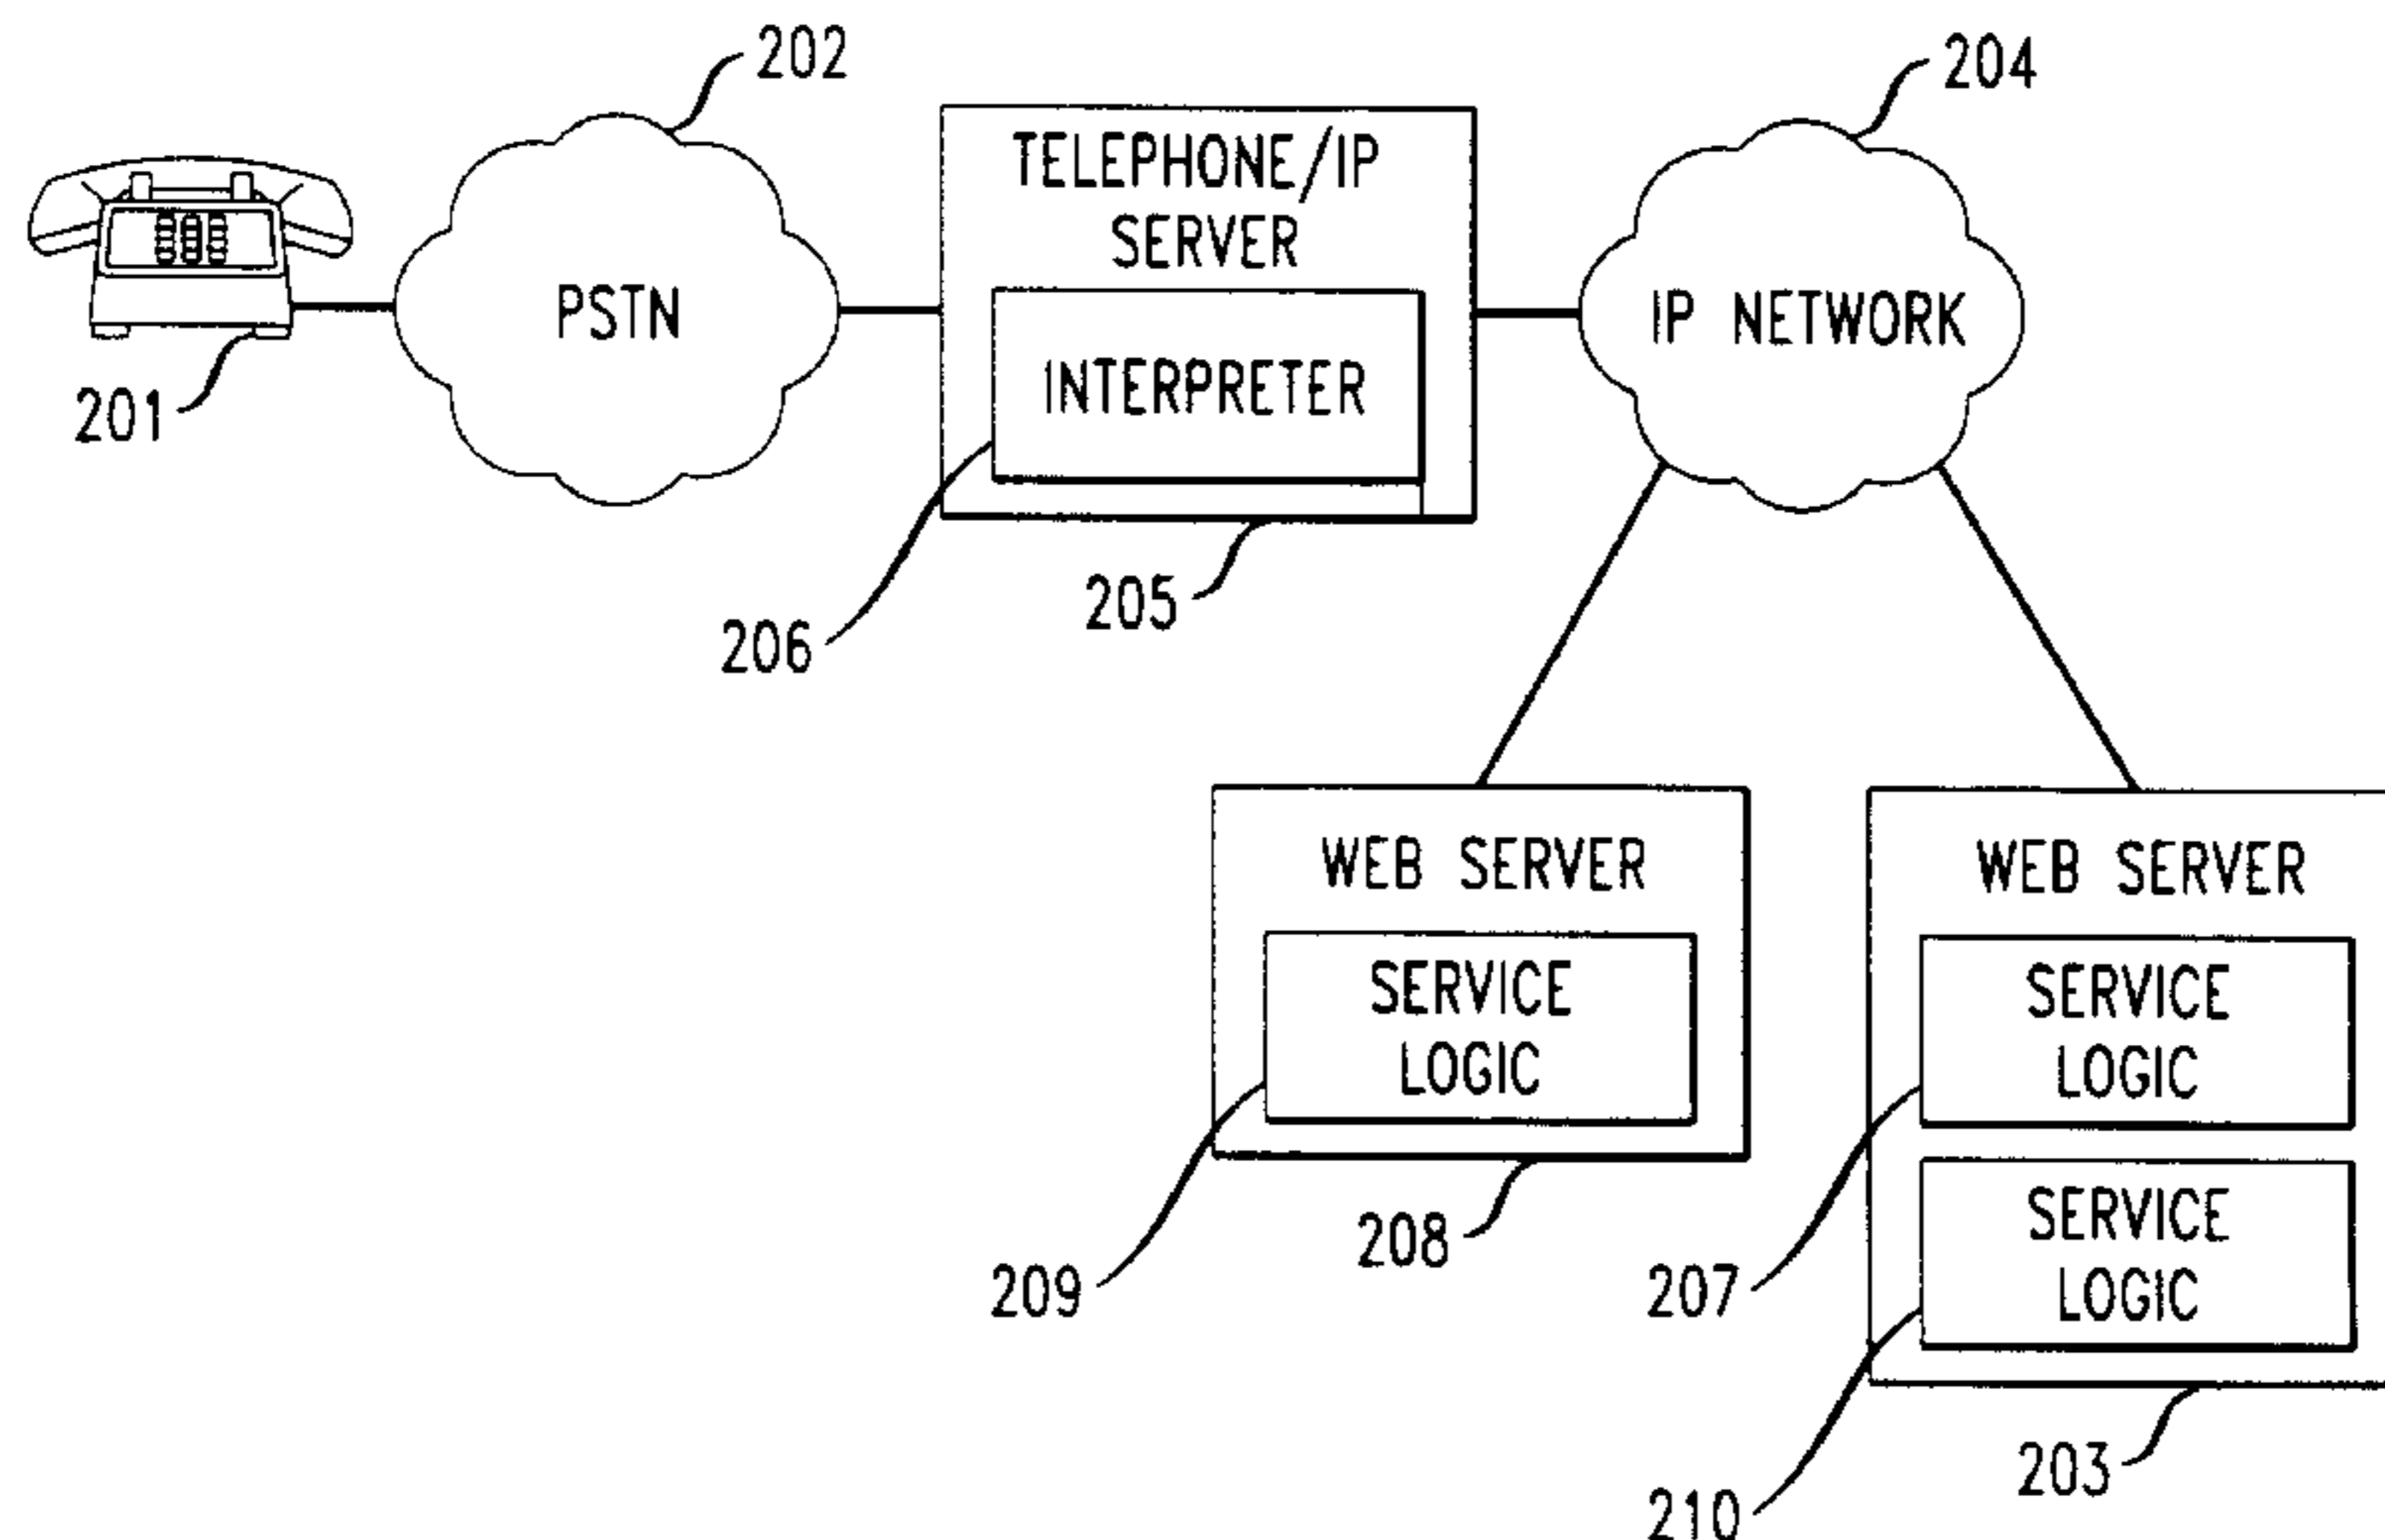 202
204
TELEPHONE/IP
SERVER
PSTN
INTERPRETER
IP NETWORK
201
205
206
WEB SERVER
SERVICE
LOGIC
WEB SERVER
SERVICE
LOGIC
SERVICE
LOGIC
208
209
207
203
210